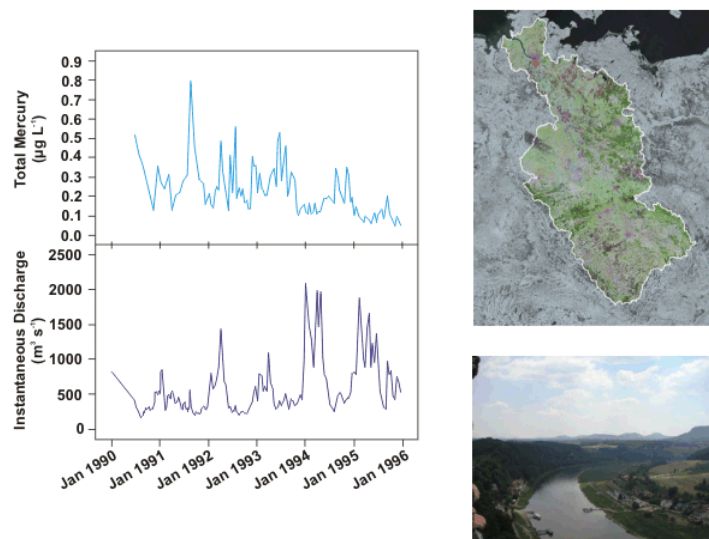 Total Mercury
(µg L⁻¹)
0.9
0.8
0.7
0.6
0.5
0.4
0.3
0.2
0.1
0.0
Instantaneous Discharge
(m³ s⁻¹)
2500
2000
1500
1000
500
0
Jan 1990
Jan 1991
Jan 1992
Jan 1993
Jan 1994
Jan 1995
Jan 1996